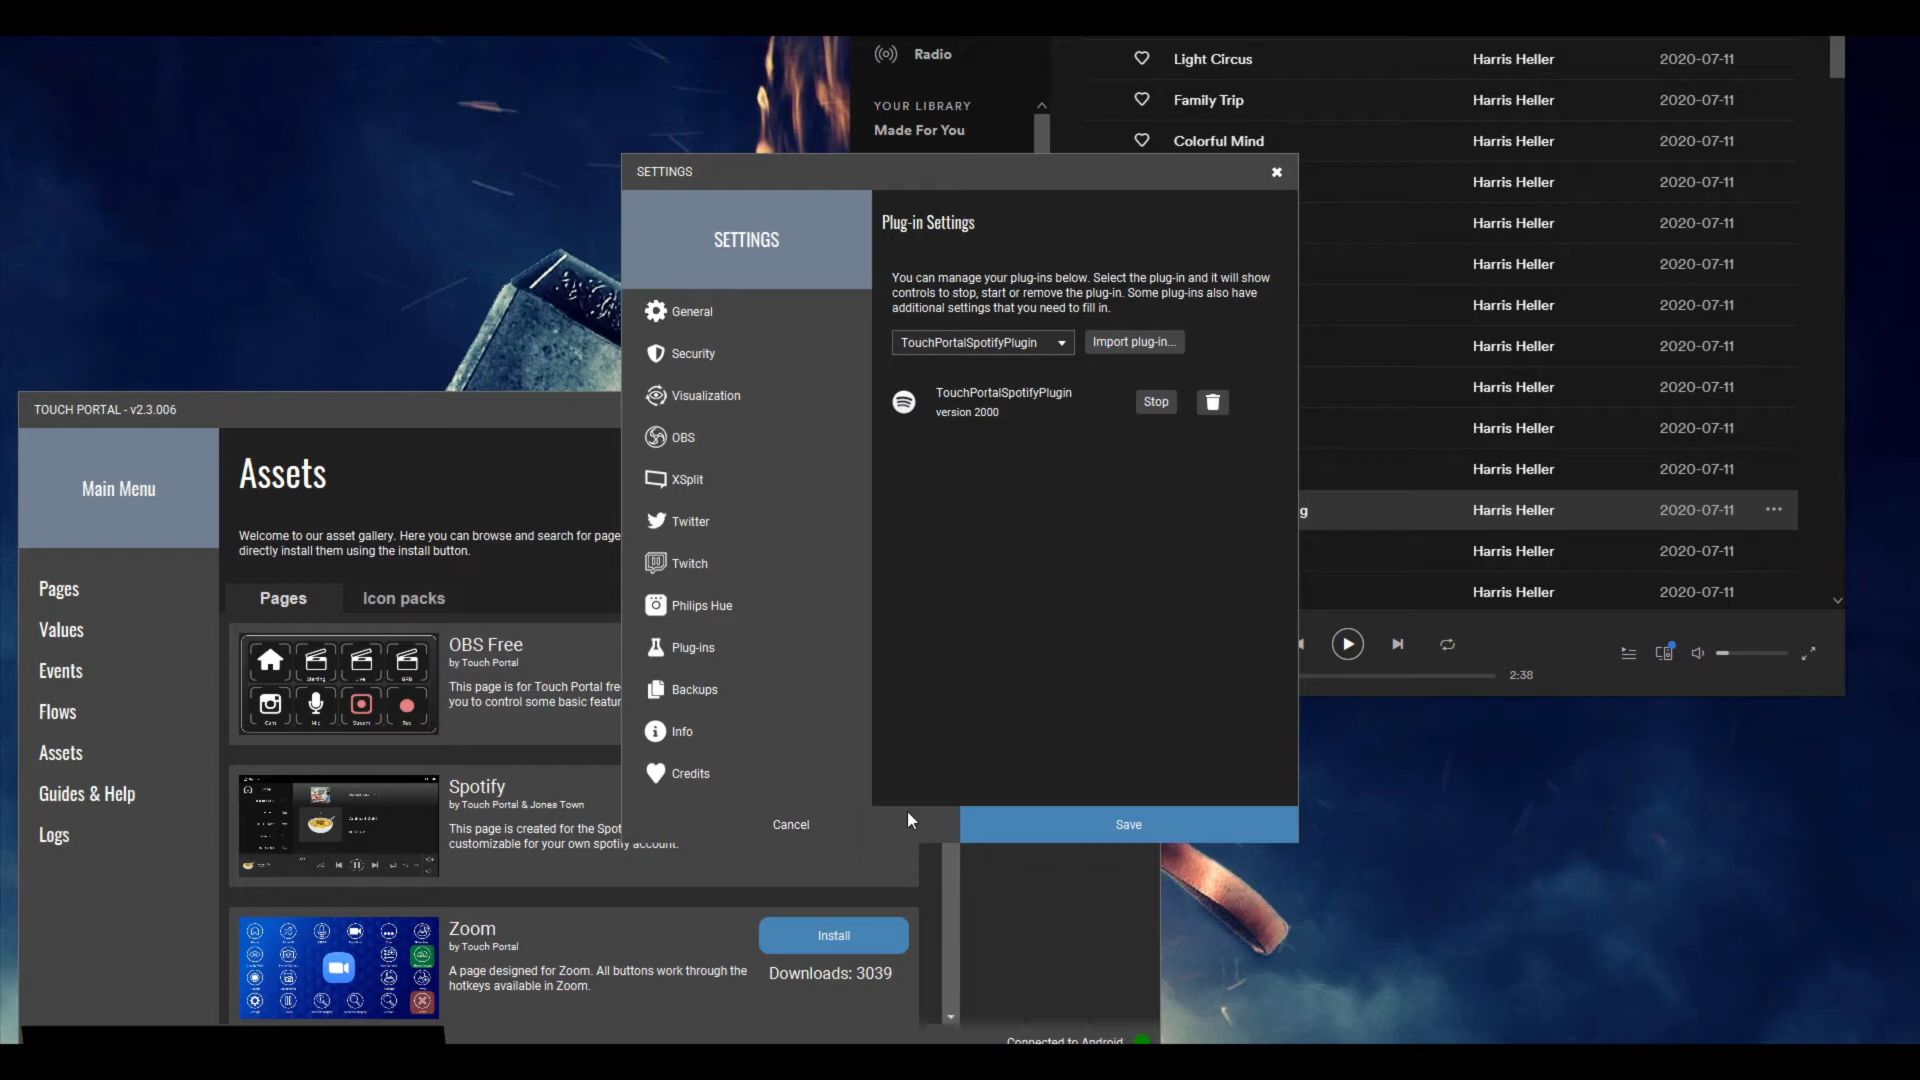 Radio
YOUR LIBRARY
Made For You
Light Circus Harris Heller 2020-07-11
Family Trip Harris Heller 2020-07-11
Colorful Mind Harris Heller 2020-07-11
Harris Heller 2020-07-11
Harris Heller 2020-07-11
Harris Heller 2020-07-11
Harris Heller 2020-07-11
Harris Heller 2020-07-11
Harris Heller 2020-07-11
Harris Heller 2020-07-11
Harris Heller 2020-07-11
g Harris Heller 2020-07-11
Harris Heller 2020-07-11
Harris Heller 2020-07-11
2:38
SETTINGS
SETTINGS
General
Security
Visualization
OBS
XSplit
Twitter
Twitch
Philips Hue
Plug-ins
Backups
Info
Credits
Plug-in Settings
You can manage your plug-ins below. Select the plug-in and it will show
controls to stop, start or remove the plug-in. Some plug-ins also have
additional settings that you need to fill in.
TouchPortalSpotifyPlugin Import plug-in...
TouchPortalSpotifyPlugin
version 2000
Stop
Cancel
Save
TOUCH PORTAL - v2.3.006
Main Menu
Pages
Values
Events
Flows
Assets
Guides & Help
Logs
Assets
Welcome to our asset gallery. Here you can browse and search for page
directly install them using the install button.
Pages Icon packs
OBS Free
by Touch Portal
This page is for Touch Portal fre
you to control some basic featur
Spotify
by Touch Portal & Jones Town
This page is created for the Spot
customizable for your own spotify account.
Zoom
by Touch Portal
A page designed for Zoom. All buttons work through the
hotkeys available in Zoom.
Install
Downloads: 3039
Connected to Android